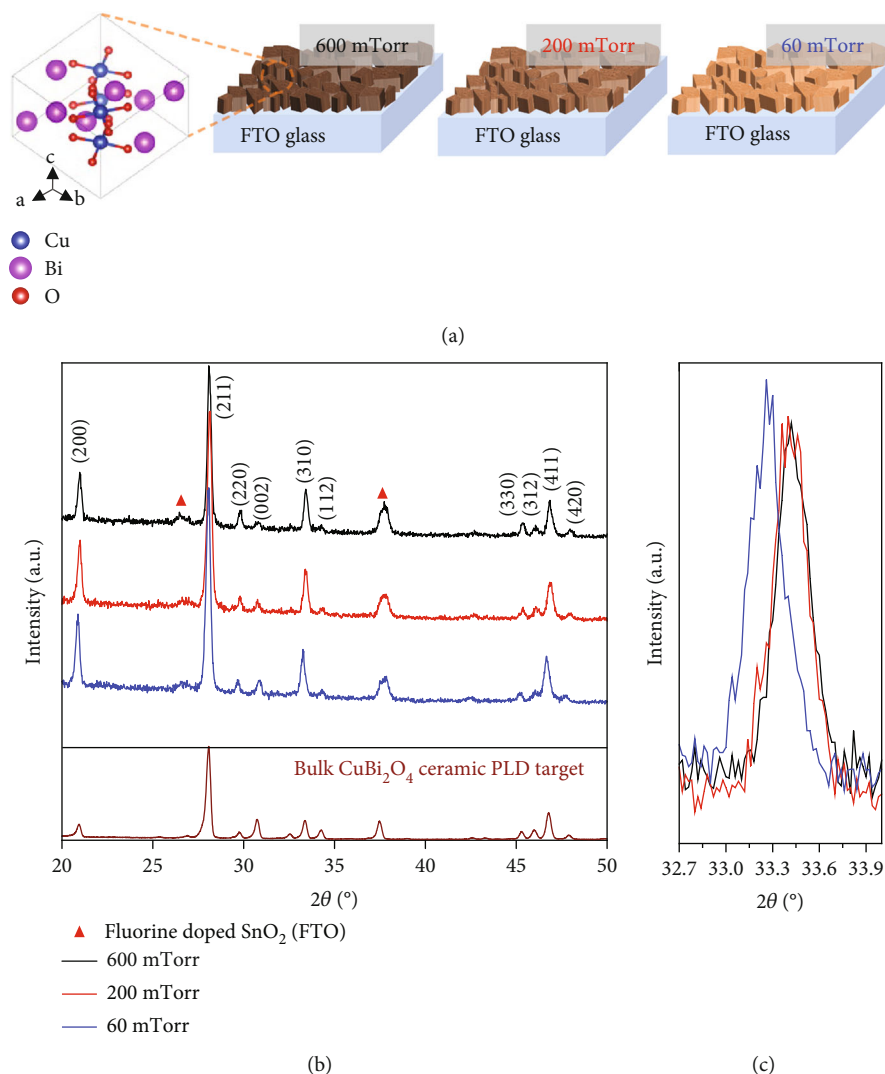 600 mTorr
200 mTorr
60 mTorr
FTO glass
FTO glass
FTO glass
c
a
b
Cu
Bi
O
(a)
(200)
(211)
(220)
(002)
(310)
(112)
(330)
(312)
(411)
(420)
Intensity (a.u.)
Bulk CuBi₂O₄ ceramic PLD target
20
25
30
35
40
45
50
2θ (°)
Fluorine doped SnO₂ (FTO)
600 mTorr
200 mTorr
60 mTorr
(b)
Intensity (a.u.)
32.7
33.0
33.3
33.6
33.9
2θ (°)
(c)